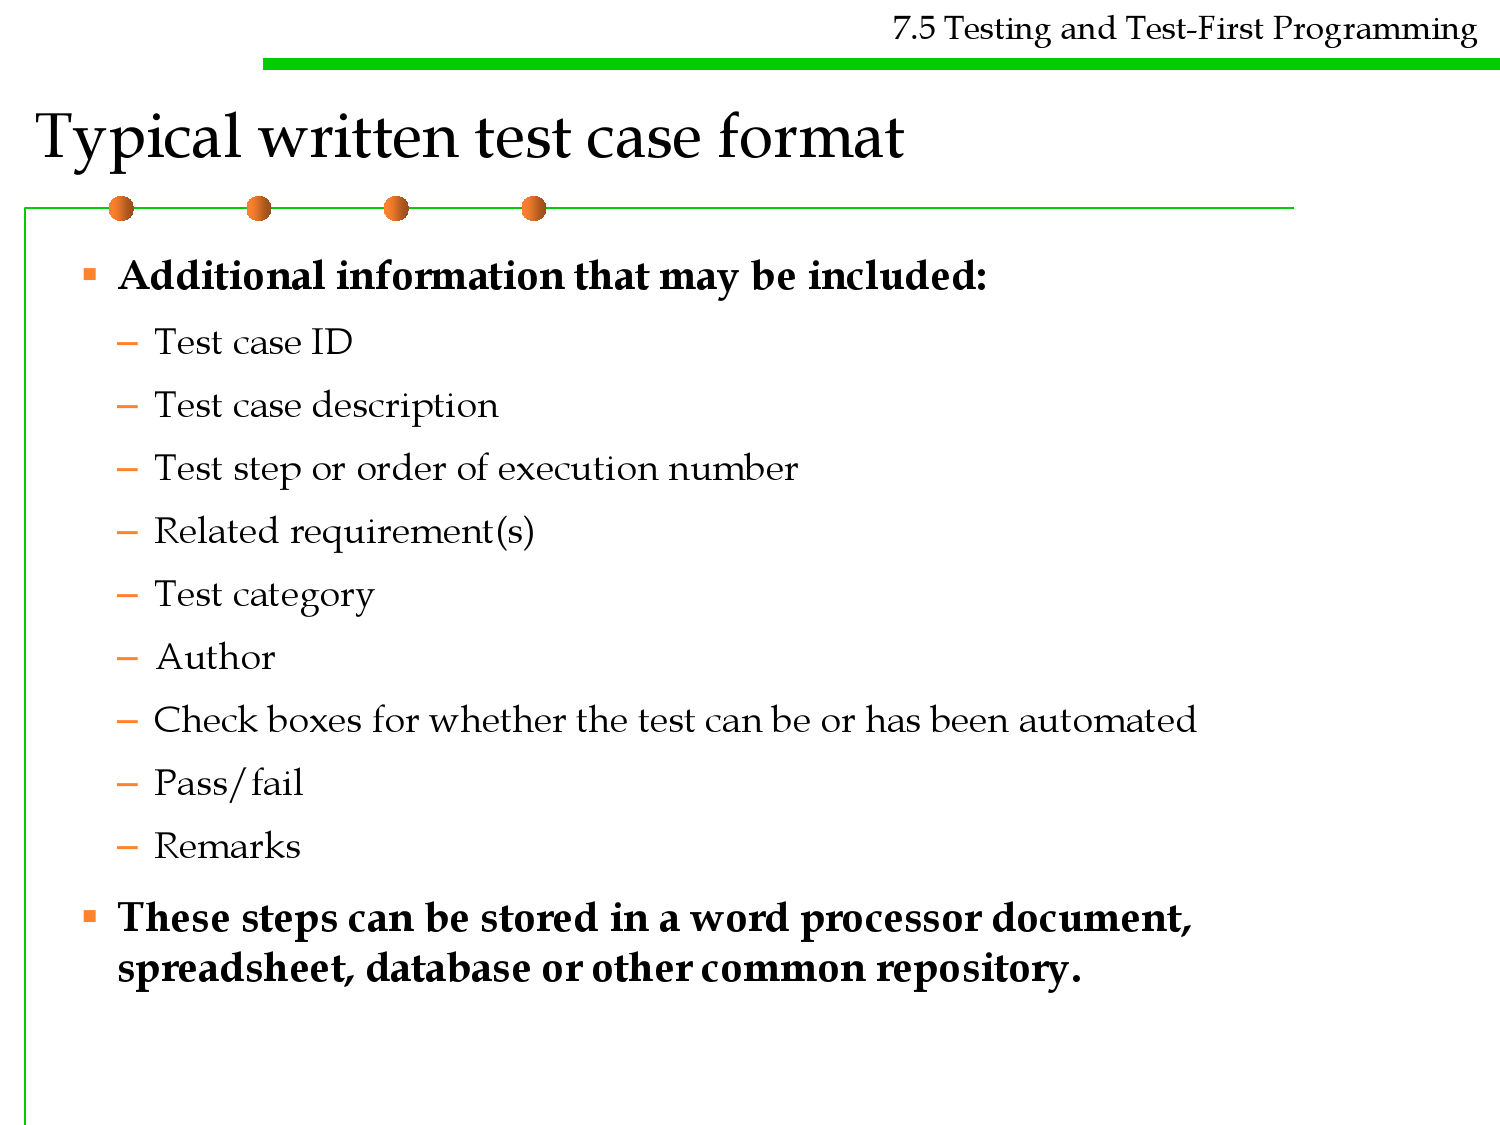 7.5 Testing and Test-First Programming
Typical written test case format
▪ Additional information that may be included:
– Test case ID
– Test case description
– Test step or order of execution number
– Related requirement(s)
– Test category
– Author
– Check boxes for whether the test can be or has been automated
– Pass/fail
– Remarks
▪ These steps can be stored in a word processor document,
spreadsheet, database or other common repository.